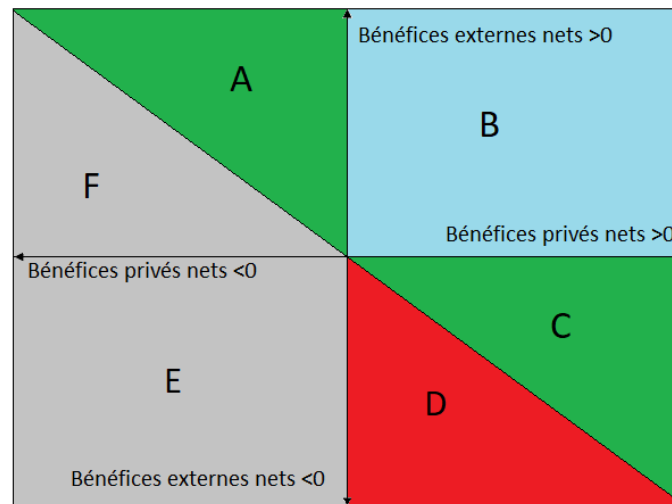 Bénéfices externes nets >0
A
B
F
Bénéfices privés nets >0
Bénéfices privés nets <0
C
E
D
Bénéfices externes nets <0